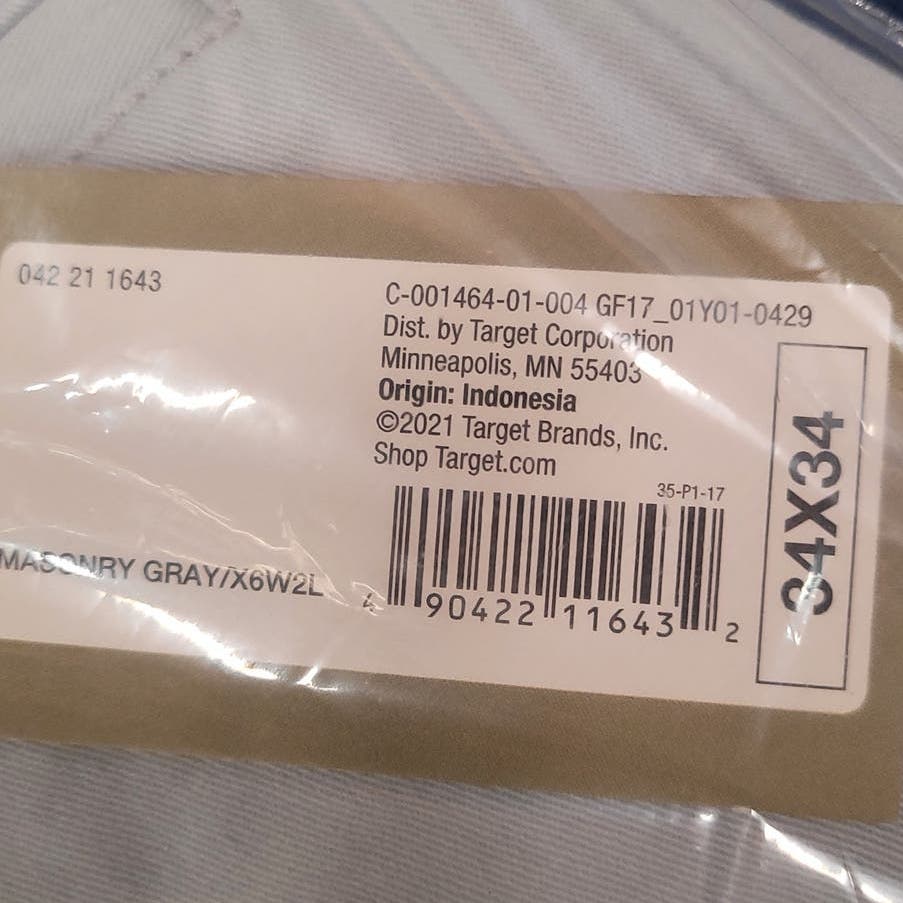 042 21 1643
C-001464-01-004 GF17_01Y01-0429
Dist. by Target Corporation
Minneapolis, MN 55403
Origin: Indonesia
©2021 Target Brands, Inc.
Shop Target.com
35-P1-17
MASONRY GRAY/X6W2L
4 90422 11643 2
34X34